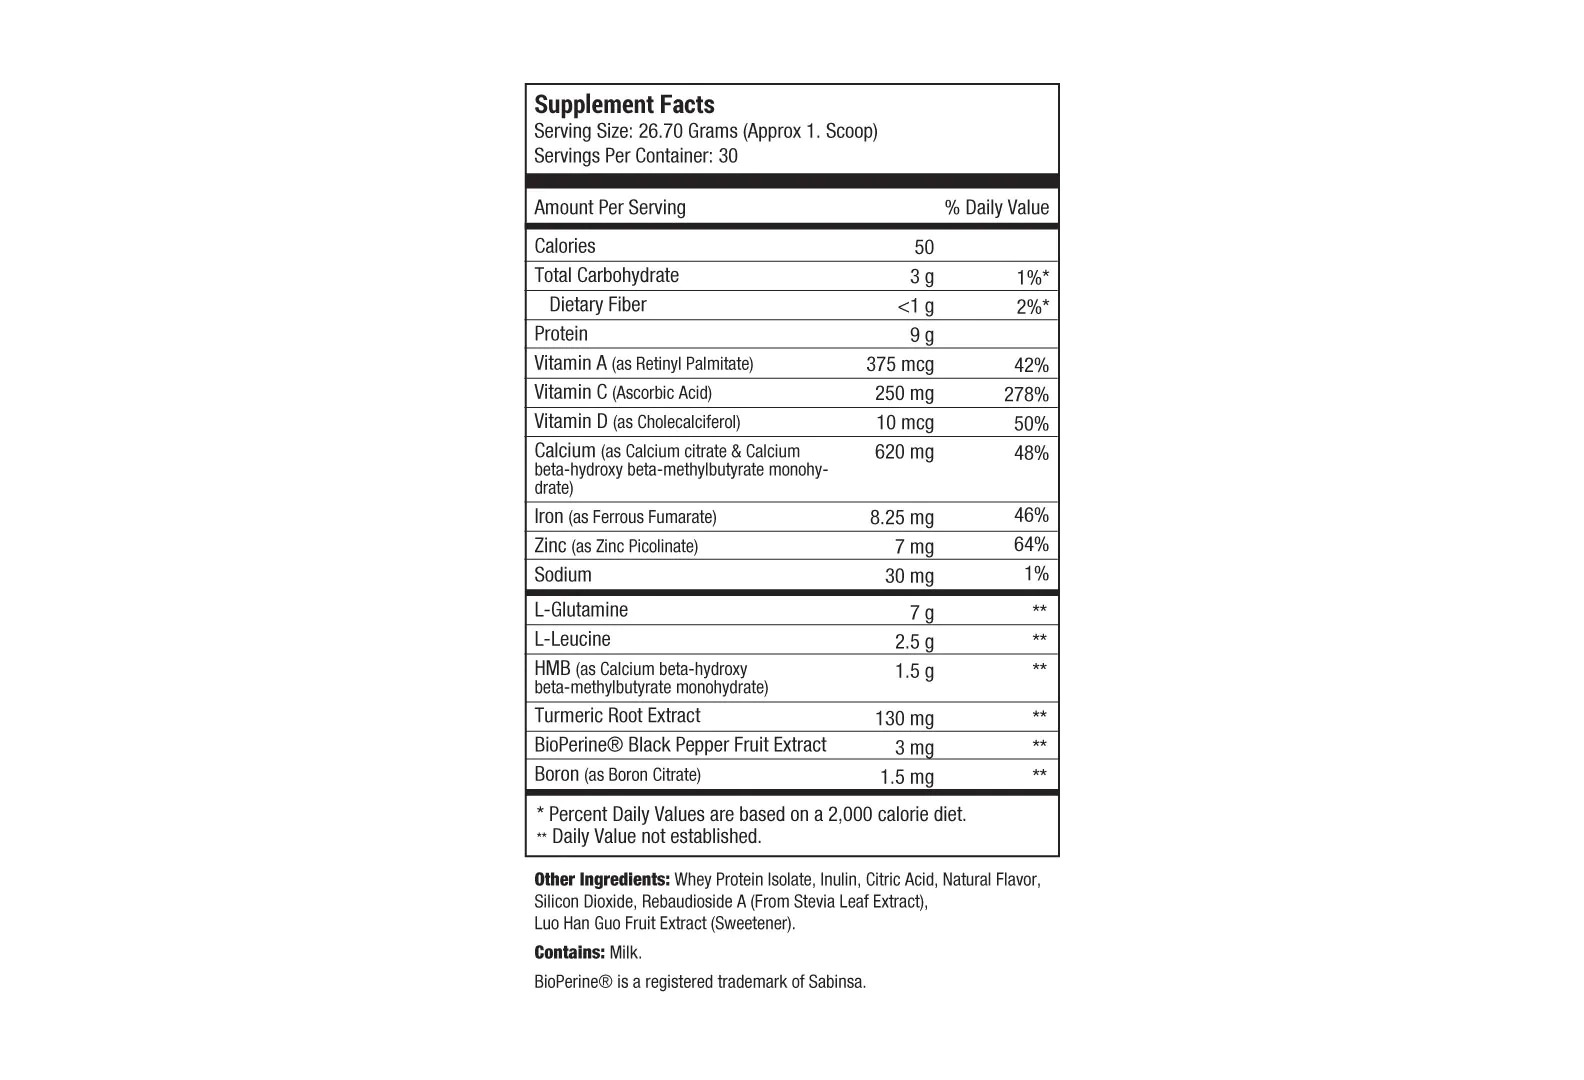 Supplement Facts
Serving Size: 26.70 Grams (Approx 1. Scoop)
Servings Per Container: 30
Amount Per Serving % Daily Value
Calories 50
Total Carbohydrate 3 g 1%*
Dietary Fiber <1 g 2%*
Protein 9 g
Vitamin A (as Retinyl Palmitate) 375 mcg 42%
Vitamin C (Ascorbic Acid) 250 mg 278%
Vitamin D (as Cholecalciferol) 10 mcg 50%
Calcium (as Calcium citrate & Calcium 620 mg 48%
beta-hydroxy beta-methylbutyrate monohy-
drate)
Iron (as Ferrous Fumarate) 8.25 mg 46%
Zinc (as Zinc Picolinate) 7 mg 64%
Sodium 30 mg 1%
L-Glutamine 7 g **
L-Leucine 2.5 g **
HMB (as Calcium beta-hydroxy 1.5 g **
beta-methylbutyrate monohydrate)
Turmeric Root Extract 130 mg **
BioPerine® Black Pepper Fruit Extract 3 mg **
Boron (as Boron Citrate) 1.5 mg **
* Percent Daily Values are based on a 2,000 calorie diet.
** Daily Value not established.
Other Ingredients: Whey Protein Isolate, Inulin, Citric Acid, Natural Flavor,
Silicon Dioxide, Rebaudioside A (From Stevia Leaf Extract),
Luo Han Guo Fruit Extract (Sweetener).
Contains: Milk.
BioPerine® is a registered trademark of Sabinsa.